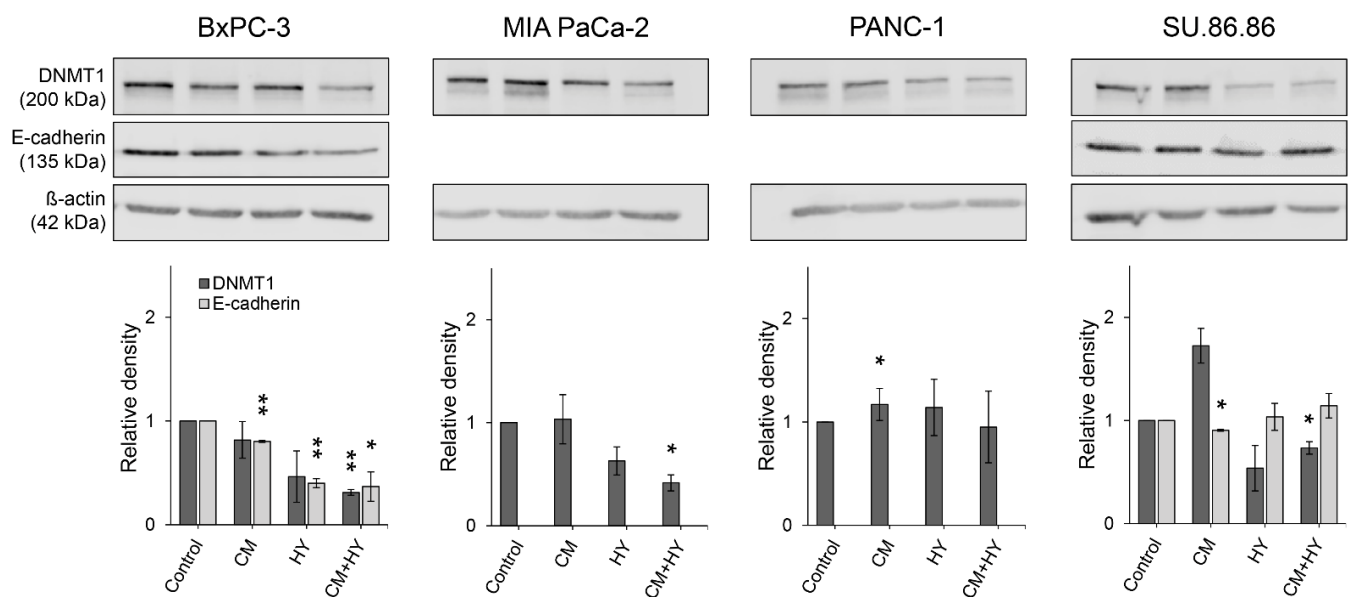 BxPC-3 MIA PaCa-2 PANC-1 SU.86.86
DNMT1
(200 kDa)
E-cadherin
(135 kDa)
ß-actin
(42 kDa)
DNMT1
E-cadherin
Relative density
2
1
0
**
**
**
*
Control CM HY CM+HY
Relative density
2
1
0
*
Control CM HY CM+HY
Relative density
2
1
0
*
Control CM HY CM+HY
Relative density
2
1
0
*
*
Control CM HY CM+HY